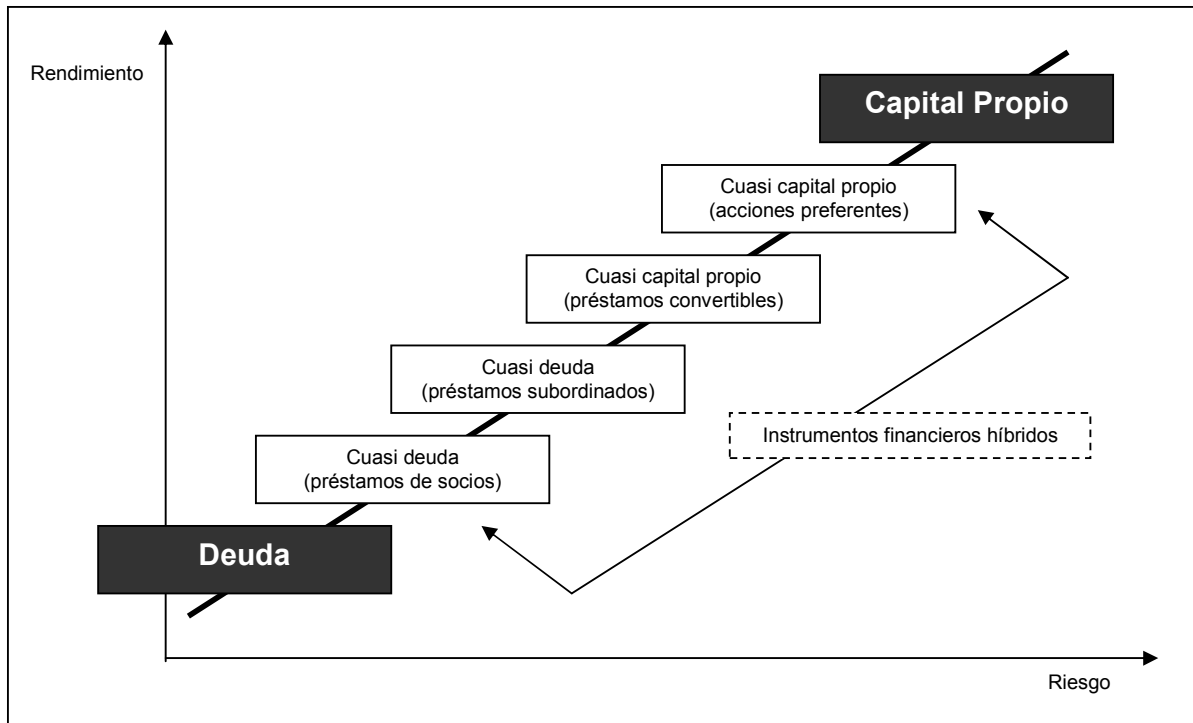 Rendimiento
Capital Propio
Cuasi capital propio
(acciones preferentes)
Cuasi capital propio
(préstamos convertibles)
Cuasi deuda
(préstamos subordinados)
Instrumentos financieros híbridos
Cuasi deuda
(préstamos de socios)
Deuda
Riesgo